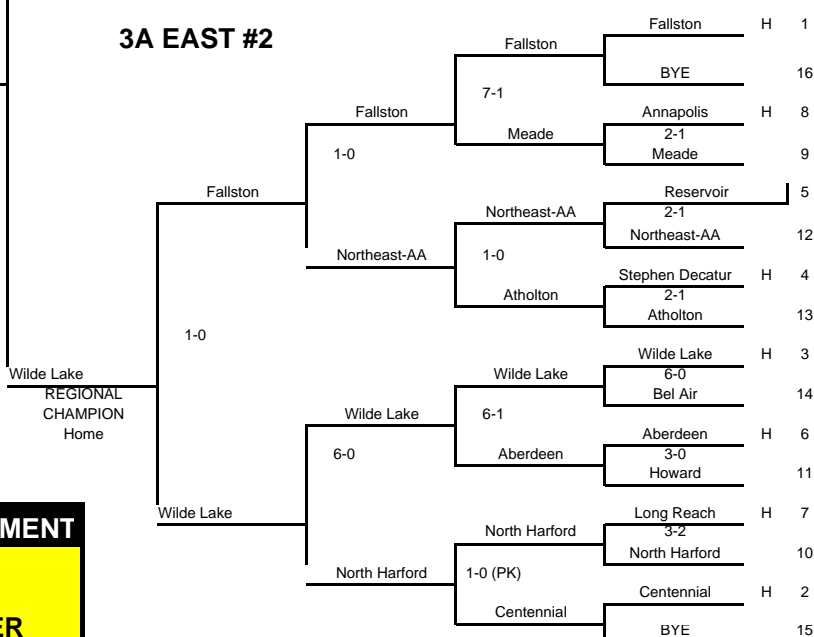 3A EAST #2
Fallston H 1
Fallston
BYE 16
7-1
Fallston
Annapolis H 8
2-1
Meade
Meade 9
1-0
Fallston
Reservoir 5
2-1
Northeast-AA
Northeast-AA 12
Northeast-AA
1-0
Stephen Decatur H 4
2-1
Atholton
Atholton 13
1-0
Wilde Lake
REGIONAL
CHAMPION
Home
Wilde Lake H 3
6-0
Wilde Lake
Bel Air 14
6-1
Wilde Lake
Aberdeen H 6
3-0
Aberdeen
Howard 11
6-0
Wilde Lake
Long Reach H 7
3-2
North Harford
North Harford 10
North Harford
1-0 (PK)
Centennial H 2
Centennial
BYE 15
MENT
ER